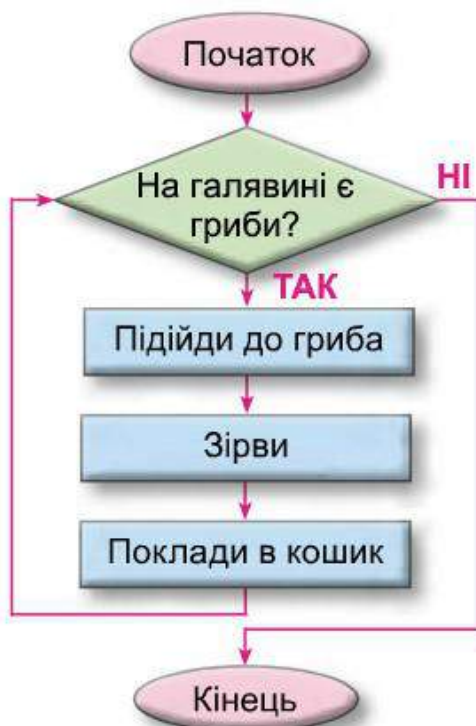 Початок
На галявині є
гриби?
НІ
ТАК
Підійди до гриба
Зірви
Поклади в кошик
Кінець